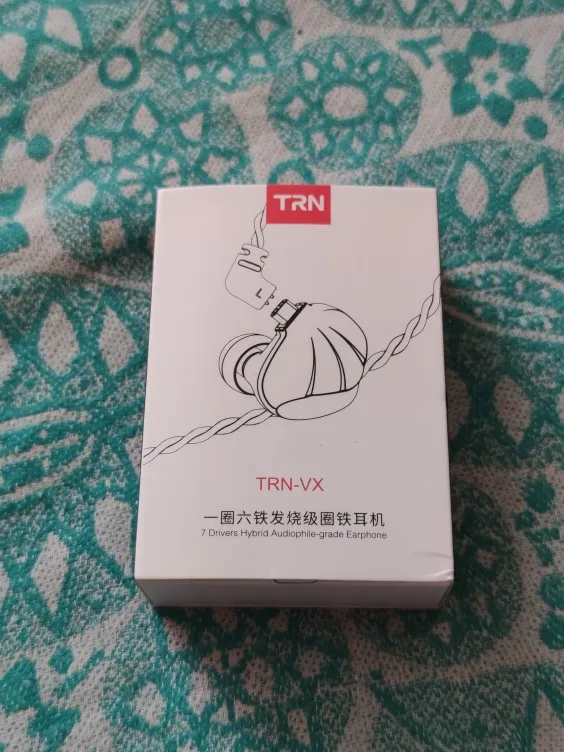 TRN
L
TRN-VX
一圈六铁发烧级圈铁耳机
7 Drivers Hybrid Audiophile-grade Earphone